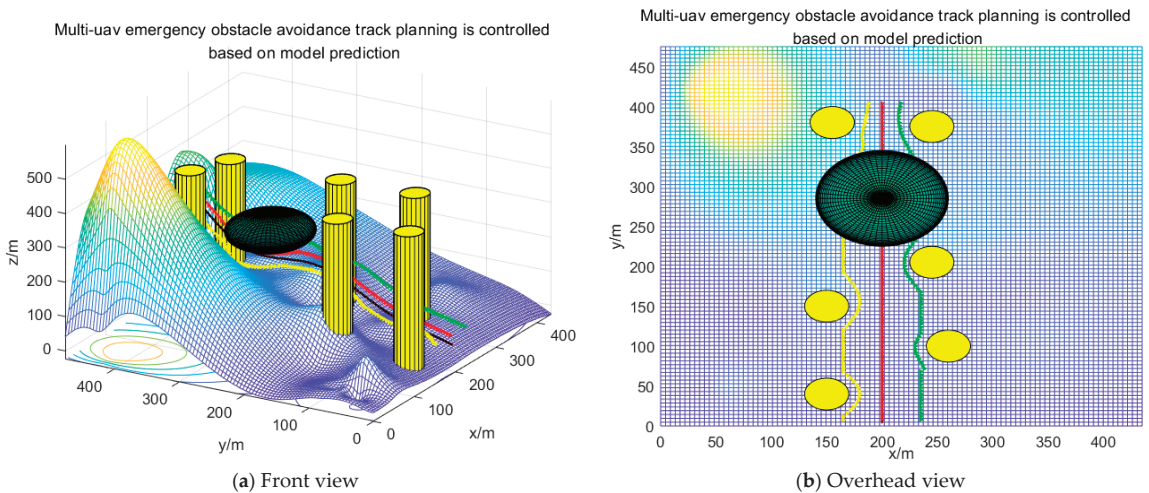 Multi-uav emergency obstacle avoidance track planning is controlled
based on model prediction
500
400
300
200
100
0
z/m
400
300
200
100
0
y/m
0
100
200
300
400
x/m
(a) Front view
Multi-uav emergency obstacle avoidance track planning is controlled
based on model prediction
450
400
350
300
250
200
150
100
50
0
y/m
0 50 100 150 200 250 300 350 400
x/m
(b) Overhead view